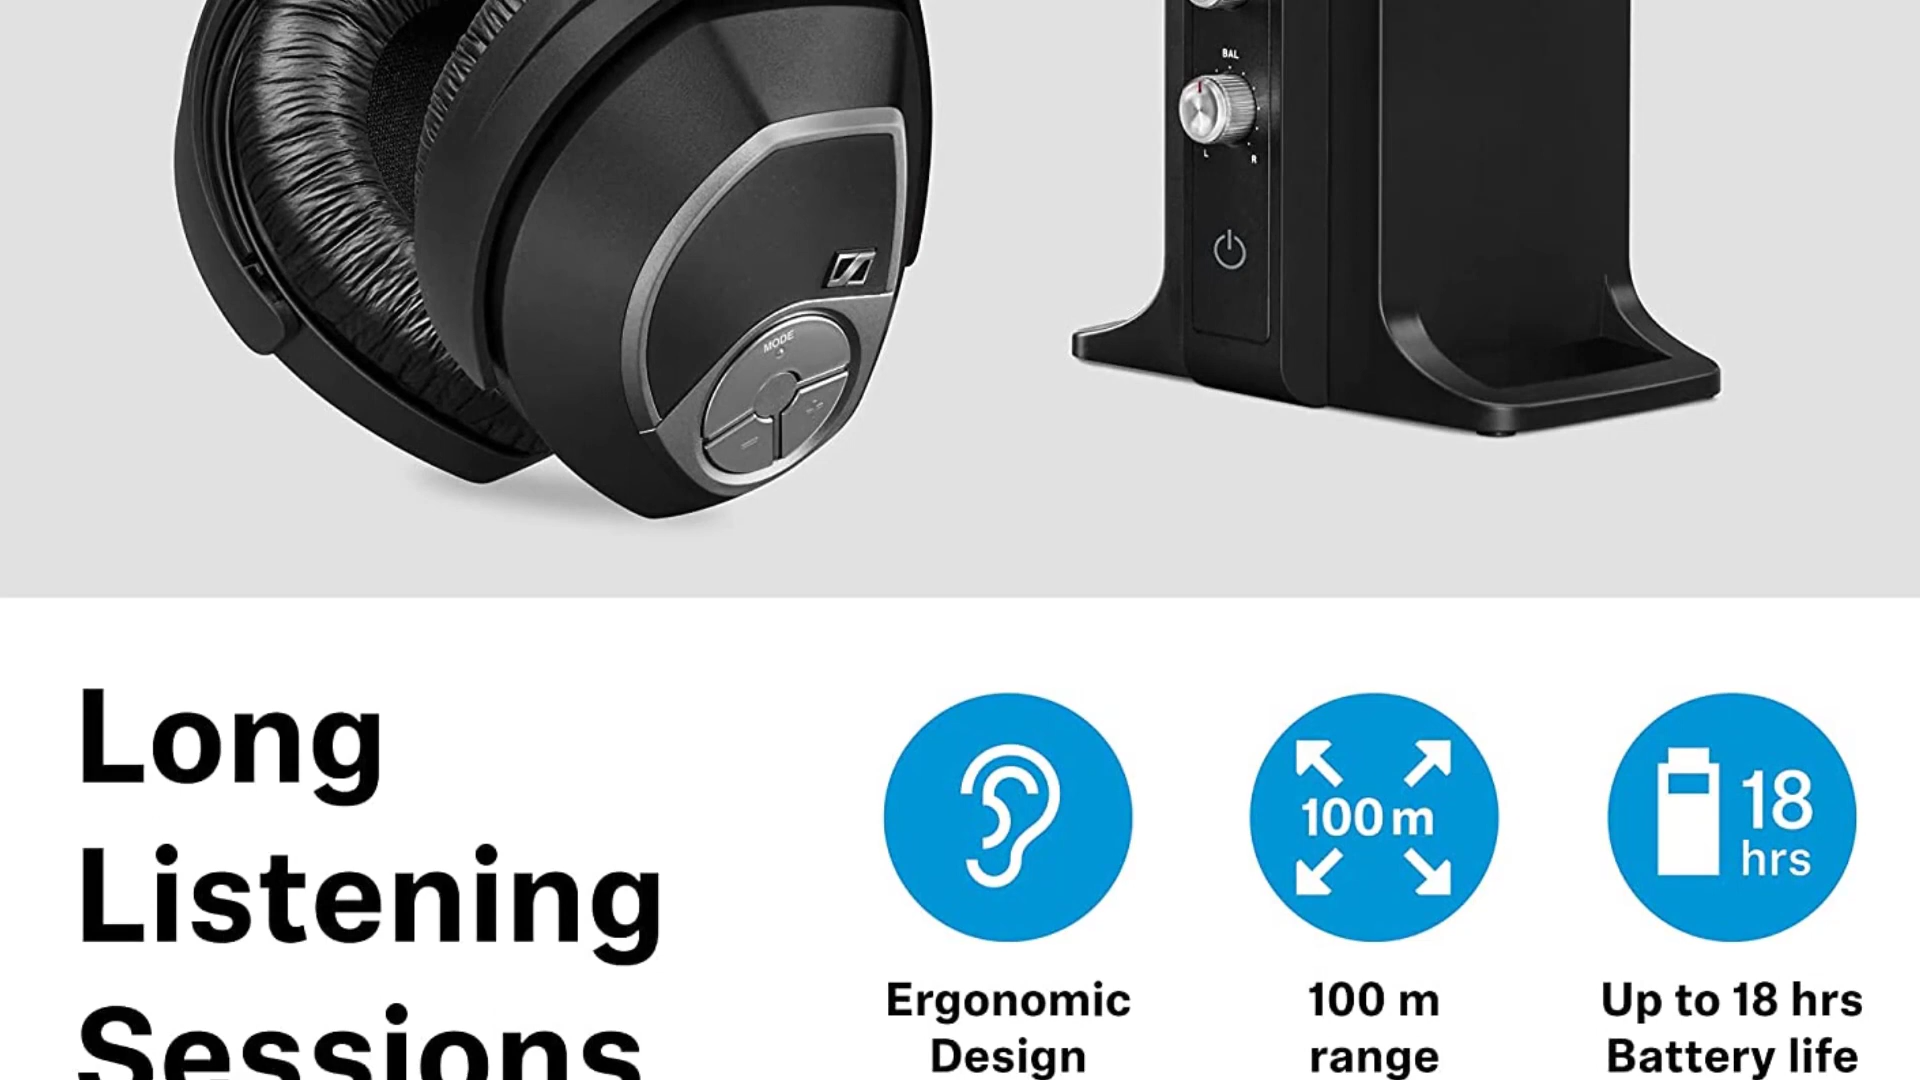 BAL
L R
MODE
Long
Listening
Sessions
100 m
18
hrs
Ergonomic
Design
100 m
range
Up to 18 hrs
Battery life